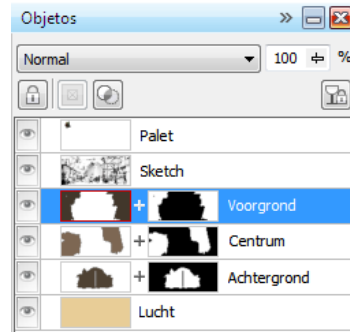 Objetos
Normal 100 %
Palet
Sketch
Voorgrond
Centrum
Achtergrond
Lucht